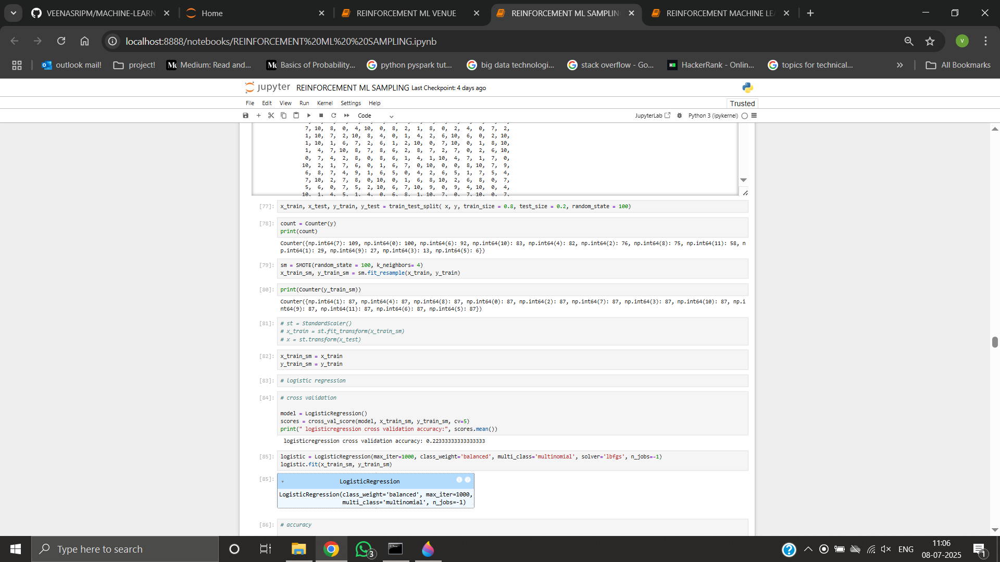 VEENASRIPM/MACHINE-LEARN
Home
REINFORCEMENT ML VENUE
REINFORCEMENT ML SAMPLIN
REINFORCEMENT MACHINE LE
localhost:8888/notebooks/REINFORCEMENT%20ML%20%20SAMPLING.ipynb
V
outlook mail!
project!
Medium: Read and...
Basics of Probability...
python pyspark tut...
big data technologi...
stack overflow - Go...
HackerRank - Onlin...
topics for technical...
All Bookmarks
jupyter REINFORCEMENT ML SAMPLING Last Checkpoint: 4 days ago
File Edit View Run Kernel Settings Help
Trusted
Code
JupyterLab
Python 3 (ipykernel)
7, 10, 8, 0, 4, 10, 0, 8, 2, 1, 8, 0, 2, 4, 0, 7, 2,
1, 10, 7, 2, 10, 8, 4, 0, 1, 4, 2, 6, 10, 6, 0, 2, 10,
1, 10, 1, 6, 7, 2, 6, 1, 2, 10, 0, 7, 10, 0, 1, 8, 10,
1, 4, 7, 10, 8, 7, 8, 6, 2, 8, 7, 2, 7, 0, 2, 6, 10,
0, 7, 4, 2, 8, 0, 8, 6, 1, 4, 1, 10, 4, 7, 1, 7, 0,
10, 2, 1, 7, 6, 0, 1, 6, 7, 0, 10, 0, 0, 8, 10, 7, 9,
6, 8, 7, 4, 9, 1, 6, 5, 0, 4, 2, 6, 5, 1, 7, 5, 4,
7, 10, 2, 7, 8, 0, 10, 0, 1, 6, 8, 10, 2, 6, 8, 0, 7,
5, 6, 0, 7, 5, 2, 10, 6, 7, 10, 9, 0, 9, 4, 10, 0, 4,
10, 1, 4, 5, 1, 4, 0, 6, 8, 1, 10, 7, 0, 7, 10, 0, 7,
[77]: x_train, x_test, y_train, y_test = train_test_split( x, y, train_size = 0.8, test_size = 0.2, random_state = 100)
[78]: count = Counter(y)
print(count)
Counter({np.int64(7): 109, np.int64(0): 100, np.int64(6): 92, np.int64(10): 83, np.int64(4): 82, np.int64(2): 76, np.int64(8): 75, np.int64(11): 58, n
p.int64(1): 29, np.int64(9): 27, np.int64(3): 13, np.int64(5): 6})
[79]: sm = SMOTE(random_state = 100, k_neighbors= 4)
x_train_sm, y_train_sm = sm.fit_resample(x_train, y_train)
[80]: print(Counter(y_train_sm))
Counter({np.int64(1): 87, np.int64(4): 87, np.int64(8): 87, np.int64(0): 87, np.int64(2): 87, np.int64(7): 87, np.int64(3): 87, np.int64(10): 87, np.i
nt64(9): 87, np.int64(11): 87, np.int64(6): 87, np.int64(5): 87})
[81]: # st = StandardScaler()
# x_train = st.fit_transform(x_train_sm)
# x = st.transform(x_test)
[82]: x_train_sm = x_train
y_train_sm = y_train
[83]: # logistic regression
[84]: # cross validation
model = LogisticRegression()
scores = cross_val_score(model, x_train_sm, y_train_sm, cv=5)
print(" logisticregression cross validation accuracy:", scores.mean())
logisticregression cross validation accuracy: 0.22333333333333333
[85]: logistic = LogisticRegression(max_iter=1000, class_weight='balanced', multi_class='multinomial', solver='lbfgs', n_jobs=-1)
logistic.fit(x_train_sm, y_train_sm)
[85]: LogisticRegression
LogisticRegression(class_weight='balanced', max_iter=1000,
multi_class='multinomial', n_jobs=-1)
[86]: # accuracy
Type here to search
3
ENG
11:06
08-07-2025
1